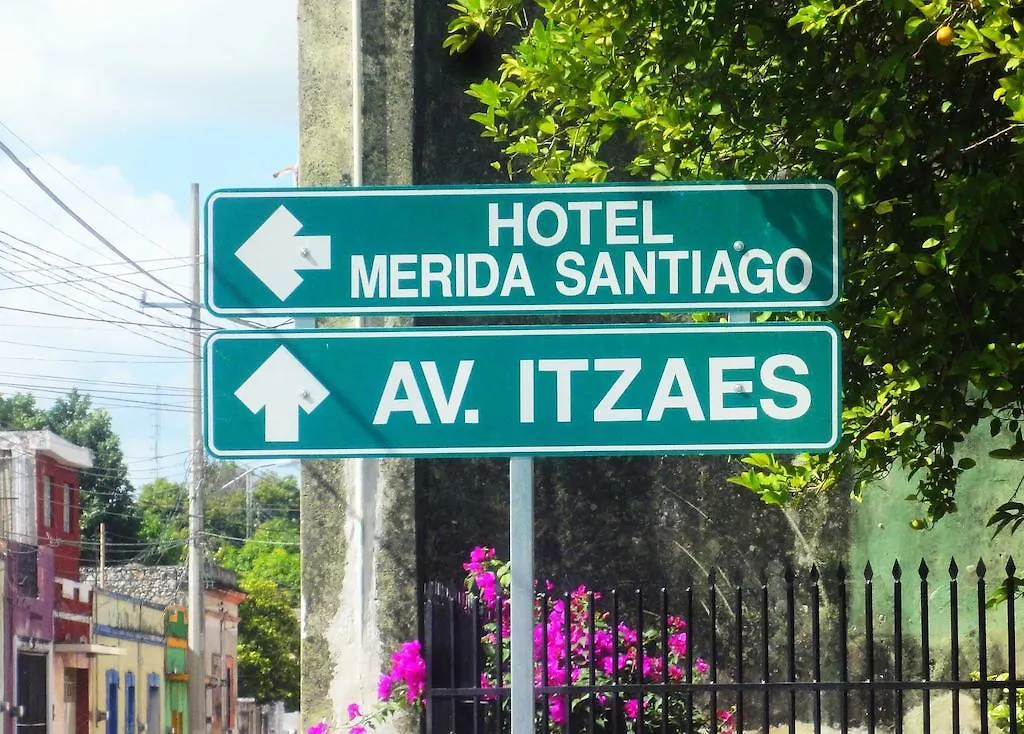 HOTEL
MERIDA SANTIAGO
AV. ITZAES